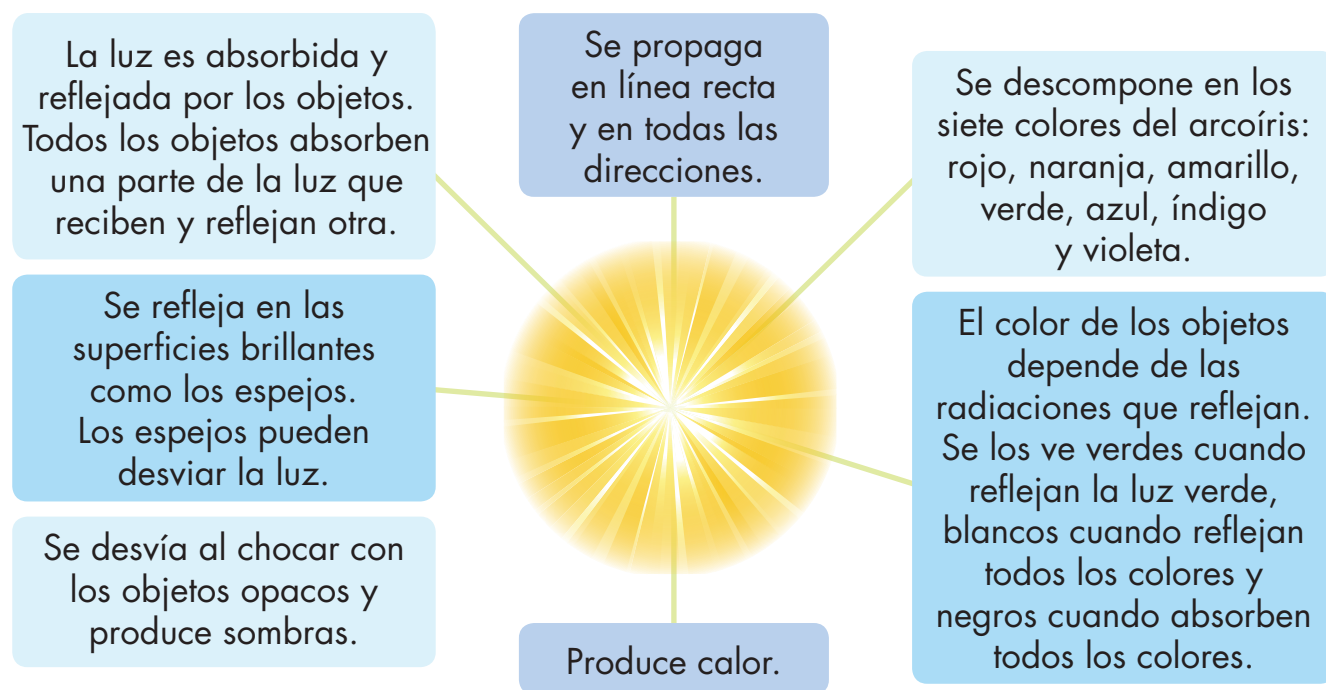 La luz es absorbida y
reflejada por los objetos.
Todos los objetos absorben
una parte de la luz que
reciben y reflejan otra.
Se propaga
en línea recta
y en todas las
direcciones.
Se descompone en los
siete colores del arcoíris:
rojo, naranja, amarillo,
verde, azul, índigo
y violeta.
Se refleja en las
superficies brillantes
como los espejos.
Los espejos pueden
desviar la luz.
El color de los objetos
depende de las
radiaciones que reflejan.
Se los ve verdes cuando
reflejan la luz verde,
blancos cuando reflejan
todos los colores y
negros cuando absorben
todos los colores.
Se desvía al chocar con
los objetos opacos y
produce sombras.
Produce calor.